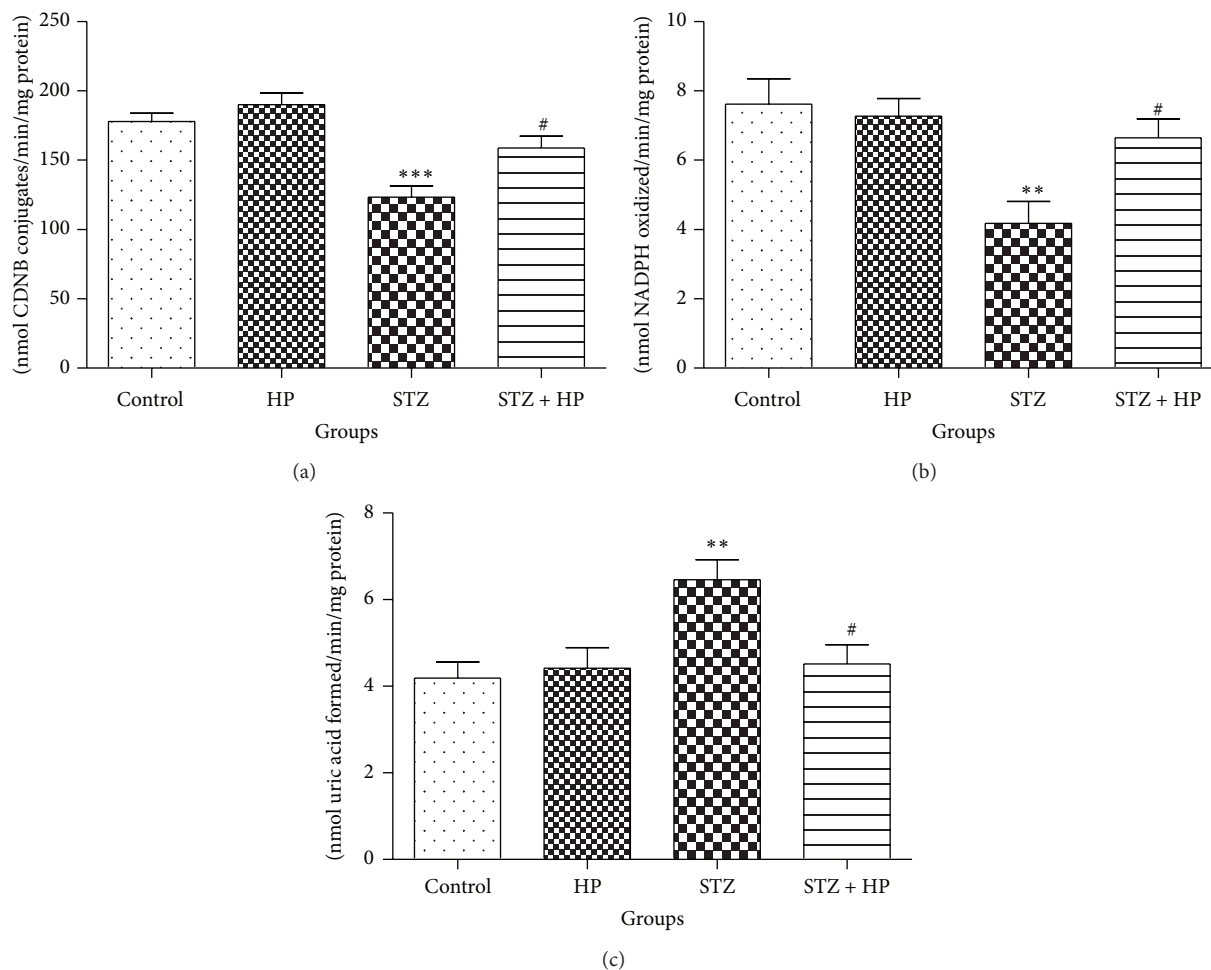 250
200
150
100
50
0
(nmol CDNB conjugates/min/mg protein)
***
#
Control HP STZ STZ + HP
Groups
(a)
10
8
6
4
2
0
(nmol NADPH oxidized/min/mg protein)
**
#
Control HP STZ STZ + HP
Groups
(b)
8
6
4
2
0
(nmol uric acid formed/min/mg protein)
**
#
Control HP STZ STZ + HP
Groups
(c)